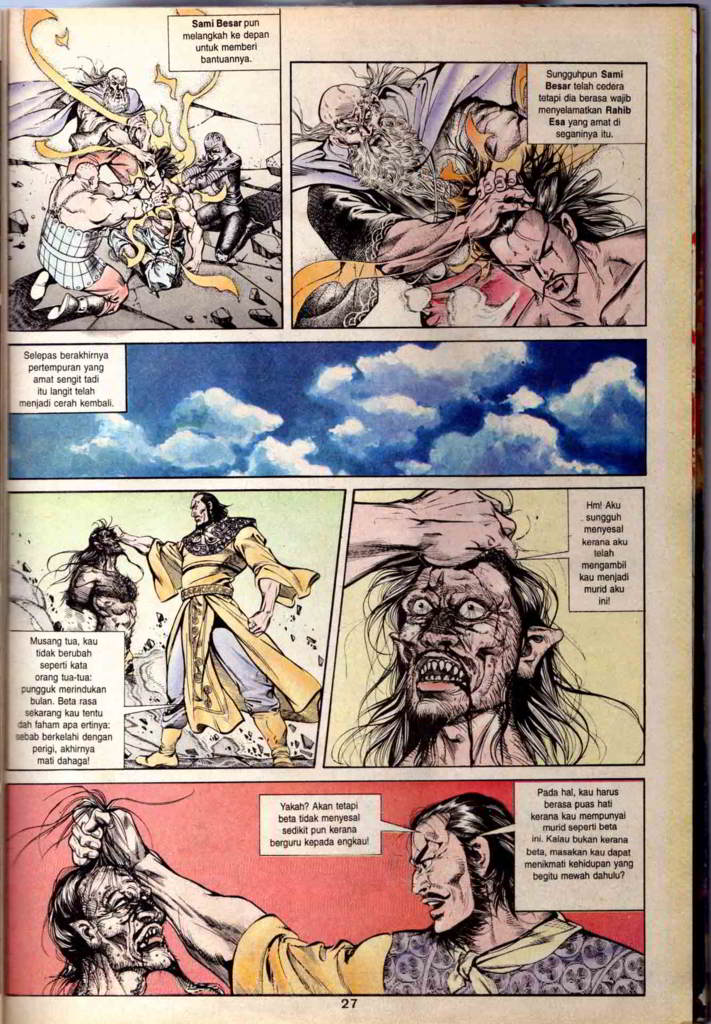 Sami Besar pun
melangkah ke depan
untuk memberi
bantuannya.
Sungguhpun Sami
Besar telah cedera
tetapi dia berasa wajib
menyelamatkan Rahib
Esa yang amat di
seganinya itu.
Selepas berakhirnya
pertempuran yang
amat sengit tadi
itu langit telah
menjadi cerah kembali.
Musang tua, kau
tidak berubah
seperti kata
orang tua-tua:
pungguk merindukan
bulan. Beta rasa
sekarang kau tentu
dah faham apa ertinya:
sebab berkelahi dengan
perigi, akhirnya
mati dahaga!
Hm! Aku
sungguh
menyesal
kerana aku
telah
mengambil
kau menjadi
murid aku
ini!
Yakah? Akan tetapi
beta tidak menyesal
sedikit pun kerana
berguru kepada engkau!
Pada hal, kau harus
berasa puas hati
kerana kau mempunyai
murid seperti beta
ini. Kalau bukan kerana
beta, masakan kau dapat
menikmati kehidupan yang
begitu mewah dahulu?
27